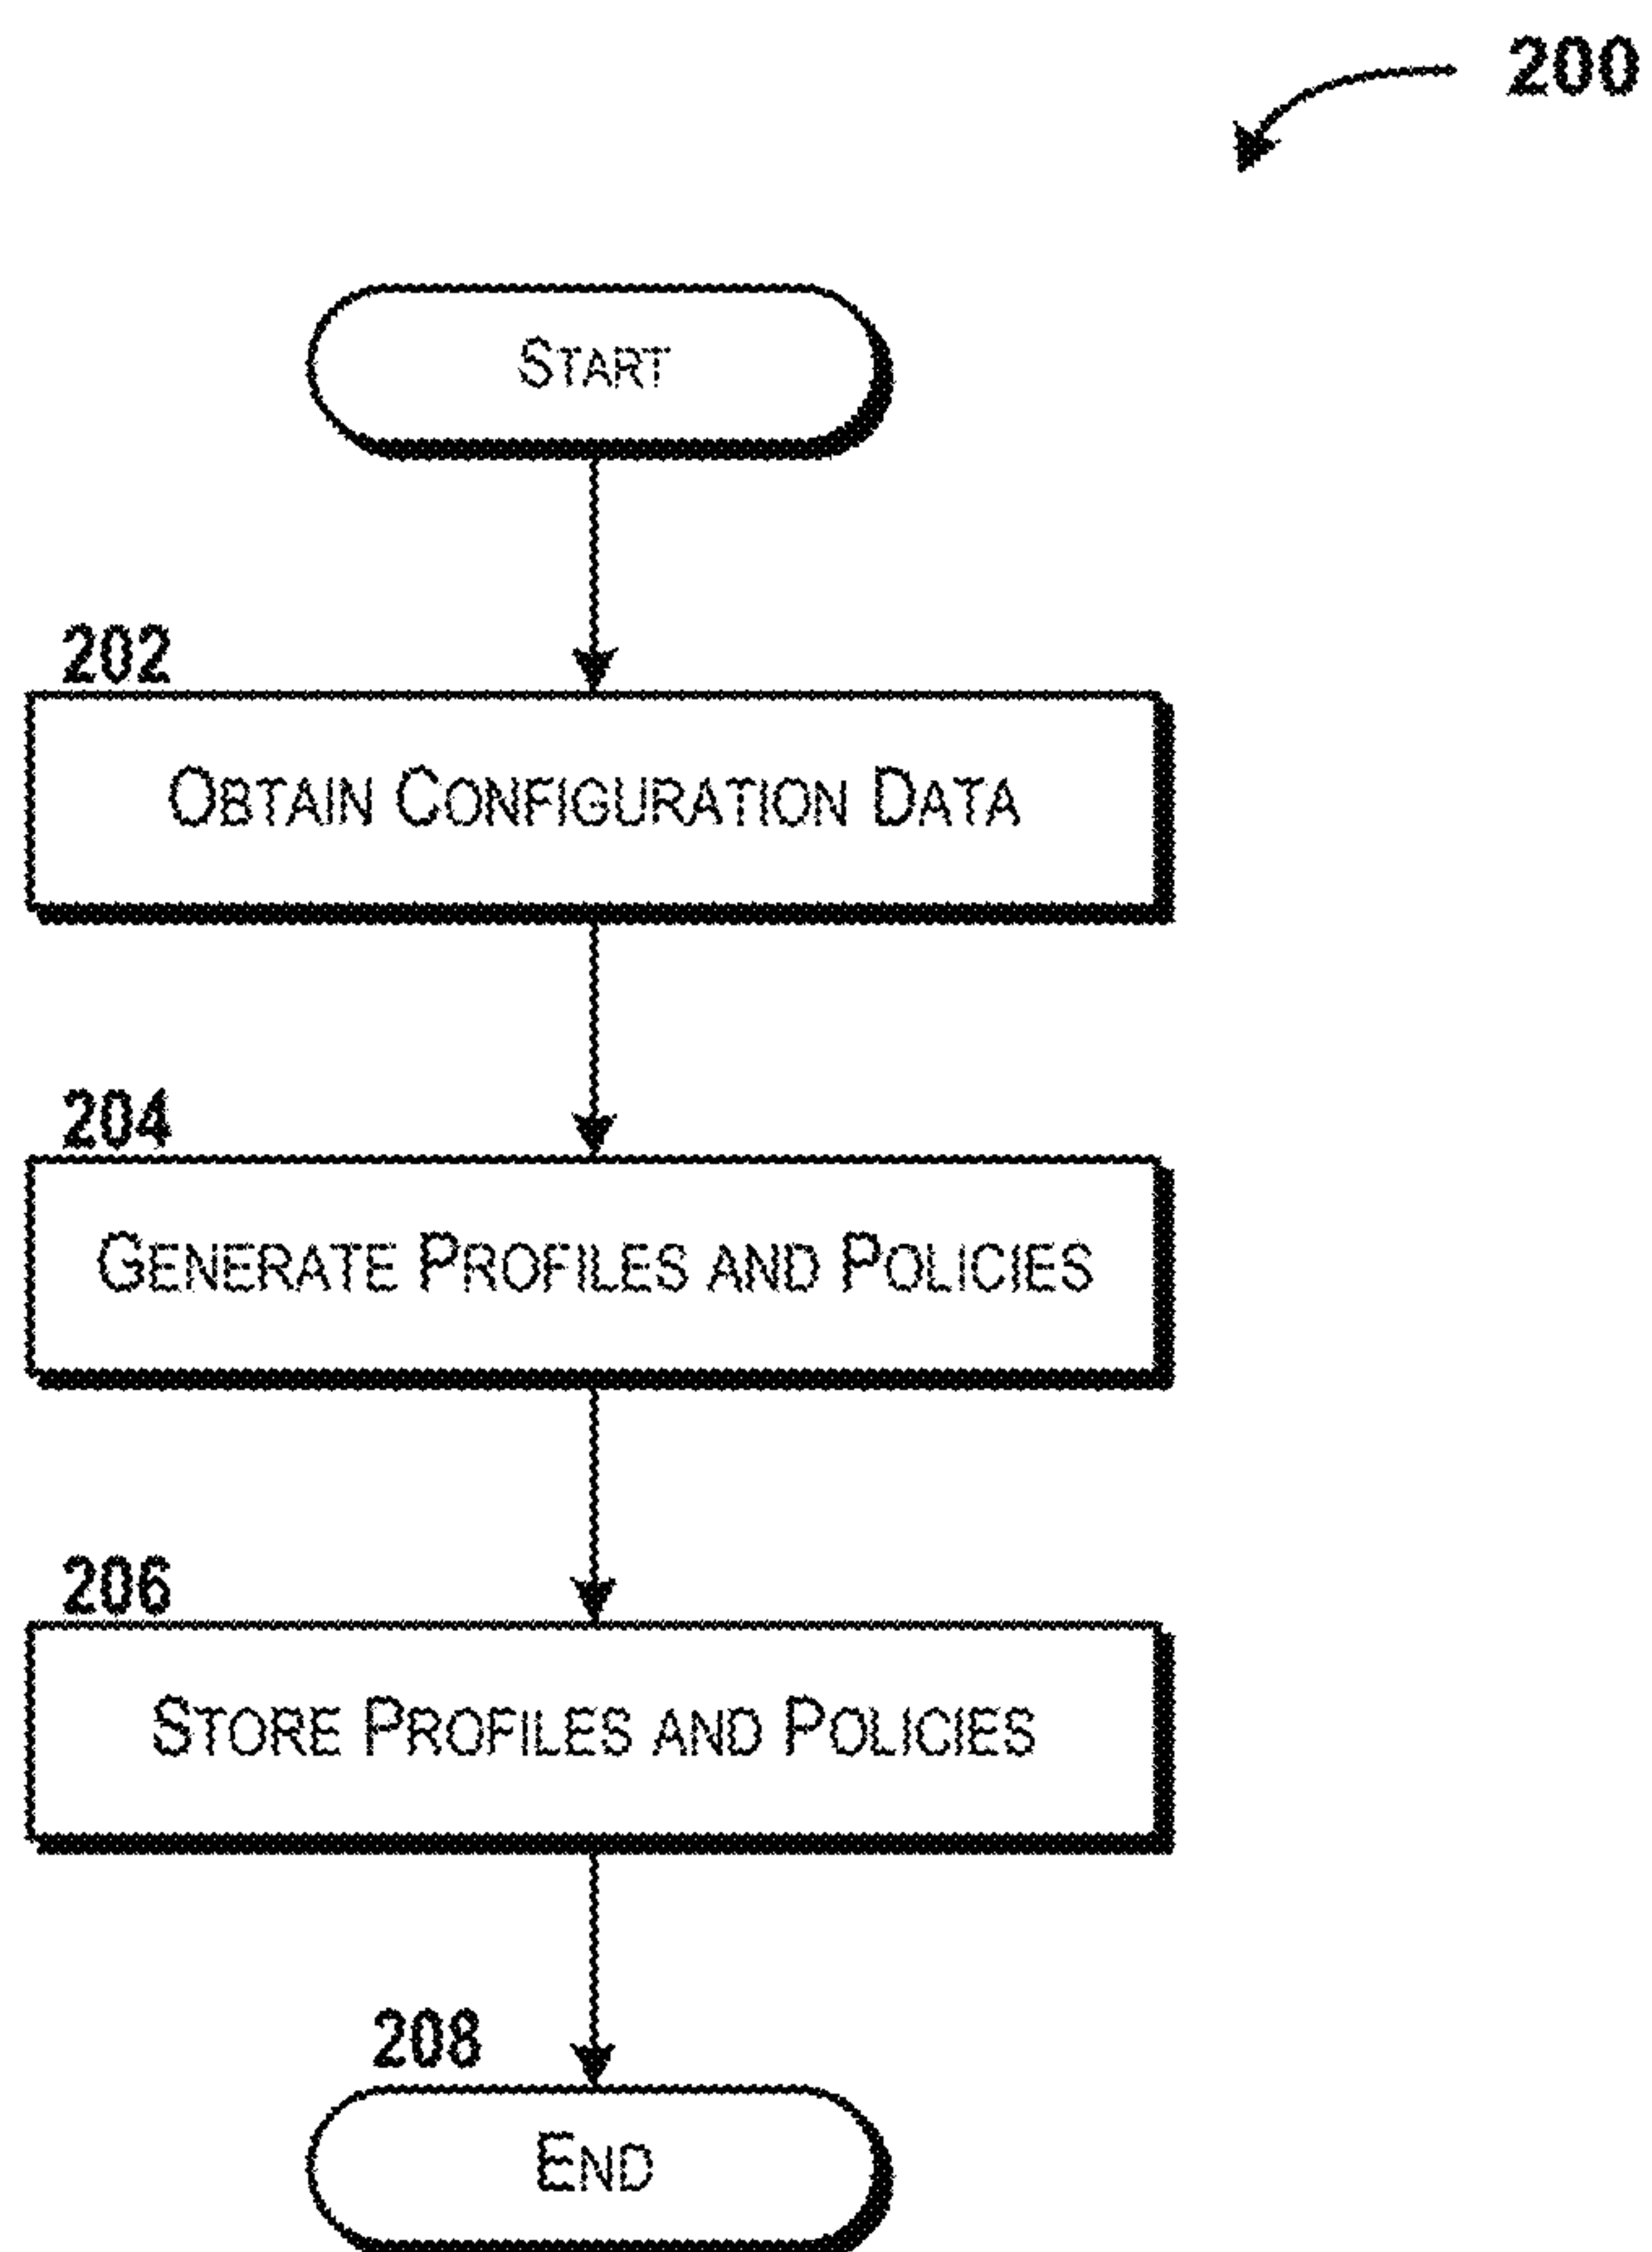 200
START
202
OBTAIN CONFIGURATION DATA
204
GENERATE PROFILES AND POLICIES
206
STORE PROFILES AND POLICIES
208
END